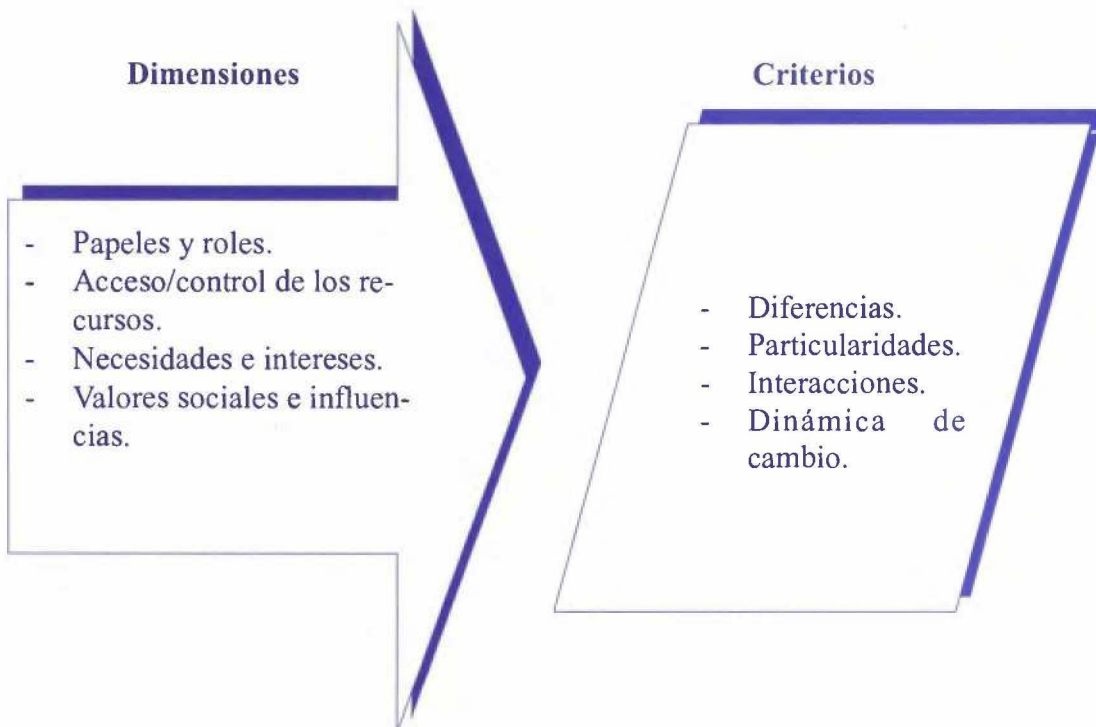 Dimensiones
- Papeles y roles.
- Acceso/control de los re-
cursos.
- Necesidades e intereses.
- Valores sociales e influen-
cias.
Criterios
- Diferencias.
- Particularidades.
- Interacciones.
- Dinámica de
cambio.